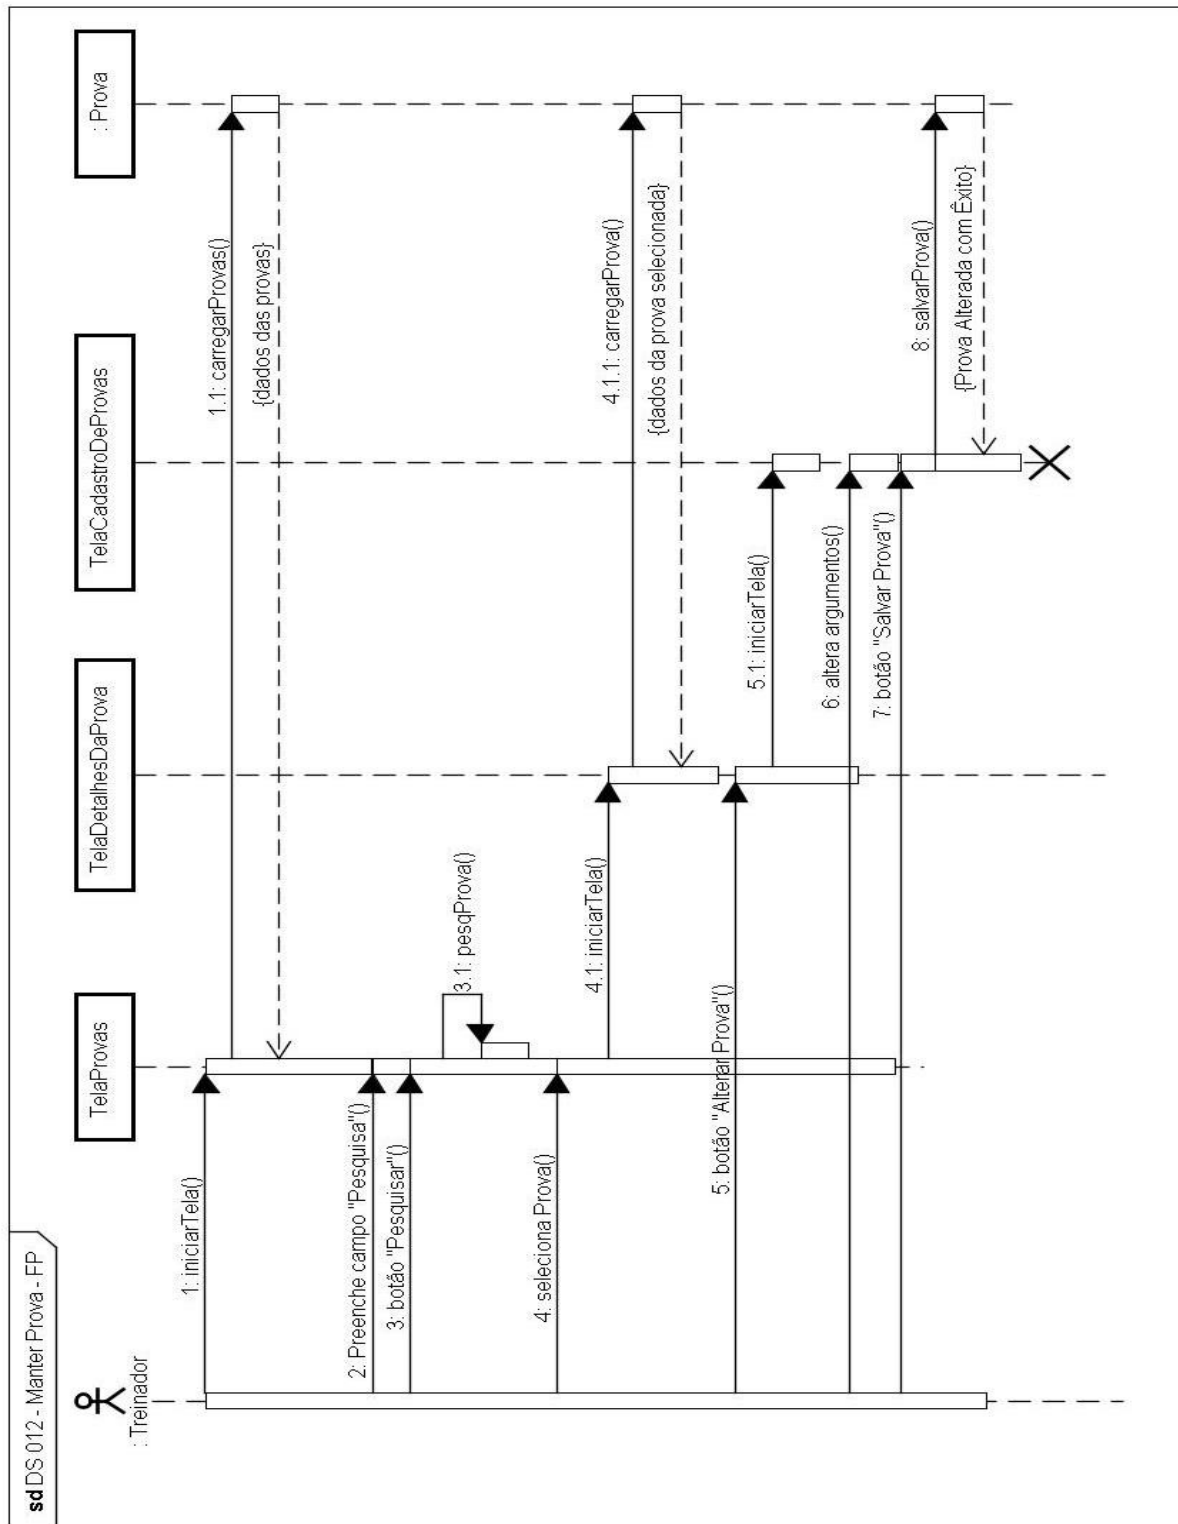 sd DS 012 - Manter Prova - FP
: Treinador
TelaProvas
TelaDetalhesDaProva
TelaCadastroDeProvas
: Prova
1: iniciarTela()
1.1: carregarProvas()
{dados das provas}
2: Preenche campo "Pesquisa"()
3: botão "Pesquisar"()
3.1: pesqProva()
4: seleciona Prova()
4.1: iniciarTela()
4.1.1: carregarProva()
{dados da prova selecionada}
5: botão "Alterar Prova"()
5.1: iniciarTela()
6: altera argumentos()
7: botão "Salvar Prova"()
8: salvarProva()
{Prova Alterada com Êxito}